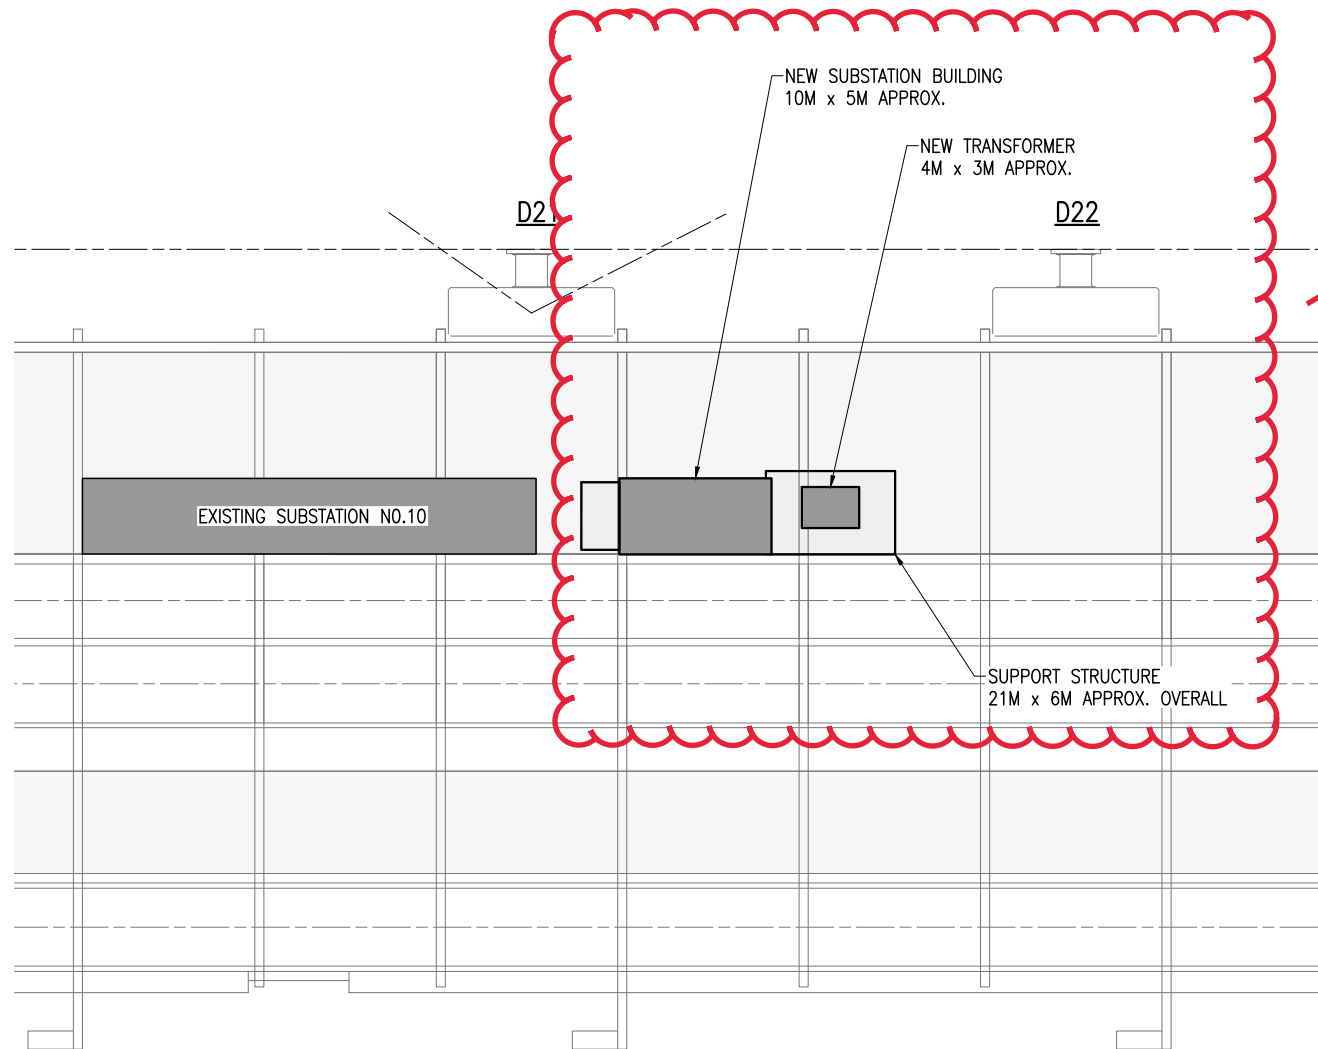 NEW SUBSTATION BUILDING
10M x 5M APPROX.
NEW TRANSFORMER
4M x 3M APPROX.
D21
D22
EXISTING SUBSTATION NO.10
SUPPORT STRUCTURE
21M x 6M APPROX. OVERALL